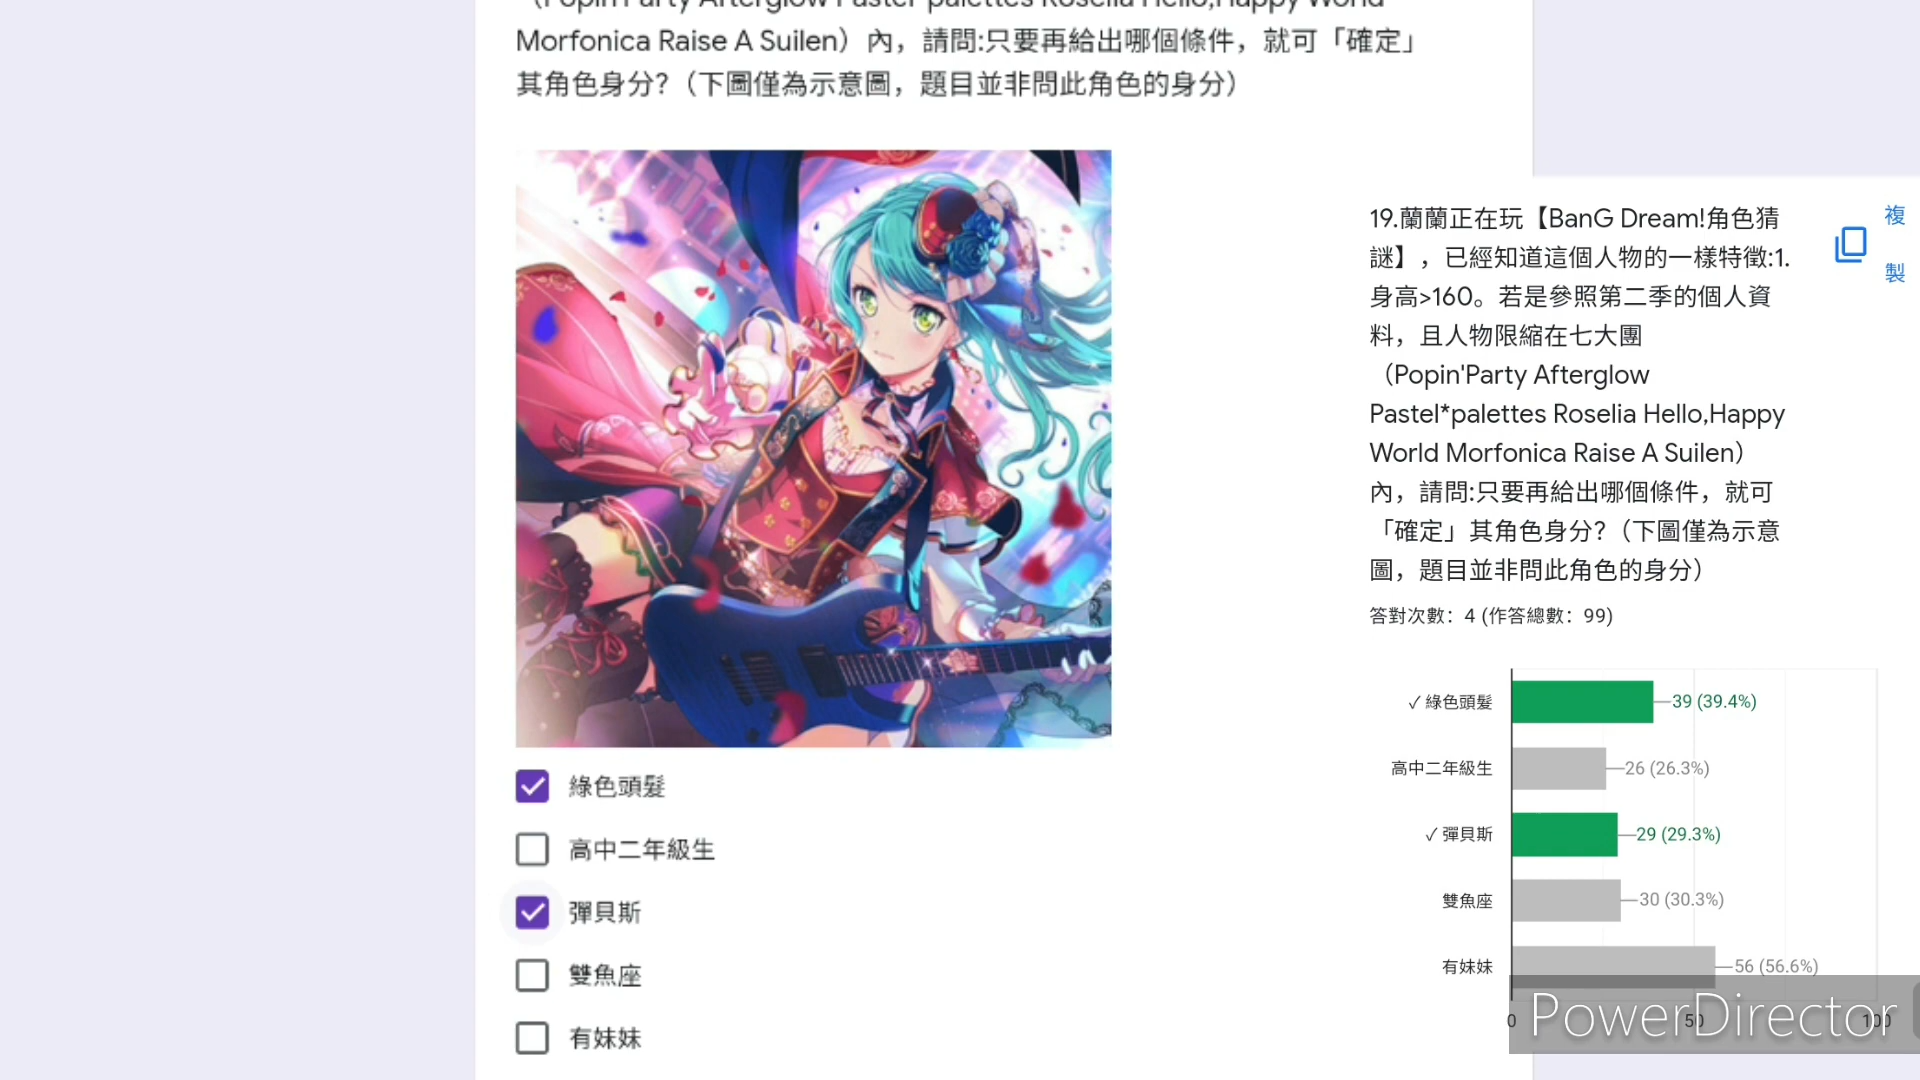 (Popin'Party Afterglow Pastel*palettes Roselia Hello,Happy World
Morfonica Raise A Suilen）內，請問:只要再給出哪個條件，就可「確定」
其角色身分?（下圖僅為示意圖，題目並非問此角色的身分）
綠色頭髮
高中二年級生
彈貝斯
雙魚座
有妹妹
19.蘭蘭正在玩【BanG Dream!角色猜
謎】，已經知道這個人物的一樣特徵:1.
身高>160。若是參照第二季的個人資
料，且人物限縮在七大團
（Popin'Party Afterglow
Pastel*palettes Roselia Hello,Happy
World Morfonica Raise A Suilen）
內，請問:只要再給出哪個條件，就可
「確定」其角色身分?（下圖僅為示意
圖，題目並非問此角色的身分）
複
製
答對次數：4 (作答總數：99)
✓ 綠色頭髮 39 (39.4%)
高中二年級生 26 (26.3%)
✓ 彈貝斯 29 (29.3%)
雙魚座 30 (30.3%)
有妹妹 56 (56.6%)
0 50 100
PowerDirector